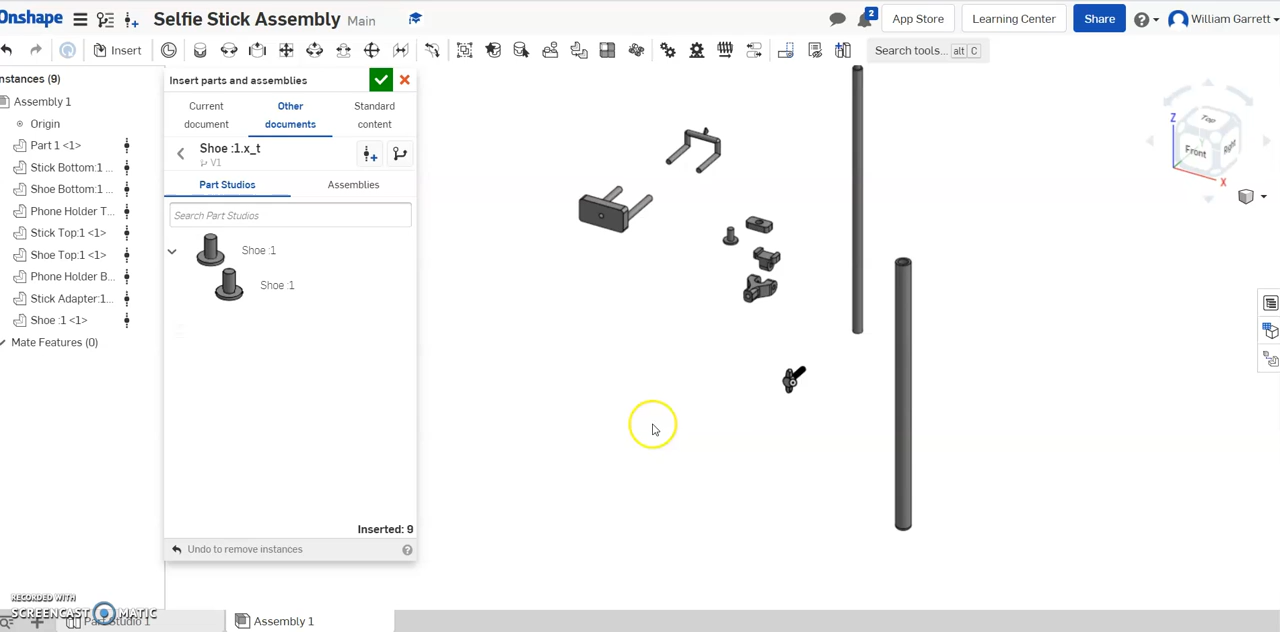 Onshape Selfie Stick Assembly Main 2 App Store Learning Center Share William Garrett
Insert Search tools... alt C
nstances (9)
Assembly 1
Origin
Part 1 <1>
Stick Bottom:1 ...
Shoe Bottom:1 ...
Phone Holder T...
Stick Top:1 <1>
Shoe Top:1 <1>
Phone Holder B...
Stick Adapter:1...
Shoe :1 <1>
Mate Features (0)
Insert parts and assemblies
Current document
Other documents
Standard content
Shoe :1.x_t
V1
Part Studios Assemblies
Search Part Studios
Shoe :1
Shoe :1
Inserted: 9
Undo to remove instances
Top
Front
Right
Z
X
RECORDED WITH
SCREENCAST MATIC
Part Studio 1
Assembly 1